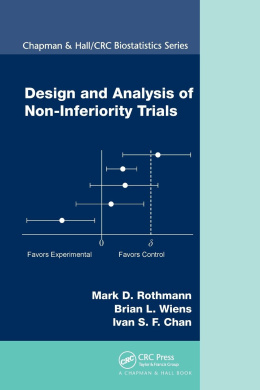 Chapman & Hall/CRC Biostatistics Series
Design and Analysis of
Non-Inferiority Trials
0 δ
Favors Experimental Favors Control
Mark D. Rothmann
Brian L. Wiens
Ivan S. F. Chan
CRC Press
Taylor & Francis Group
A CHAPMAN & HALL BOOK